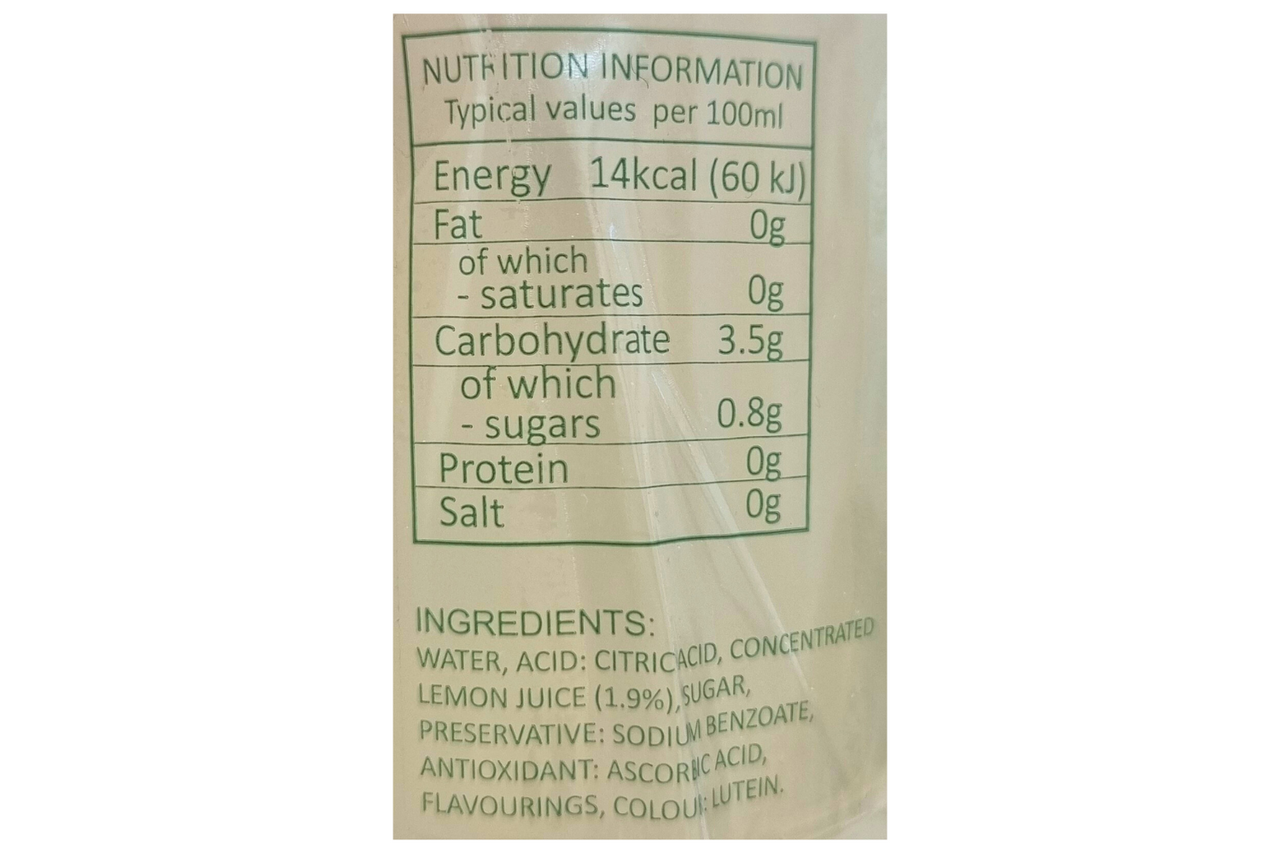 NUTRITION INFORMATION
Typical values per 100ml
Energy 14kcal (60 kJ)
Fat 0g
of which
- saturates 0g
Carbohydrate 3.5g
of which
- sugars 0.8g
Protein 0g
Salt 0g
INGREDIENTS:
WATER, ACID: CITRIC ACID, CONCENTRATED
LEMON JUICE (1.9%), SUGAR,
PRESERVATIVE: SODIUM BENZOATE,
ANTIOXIDANT: ASCORBIC ACID,
FLAVOURINGS, COLOUR: LUTEIN.